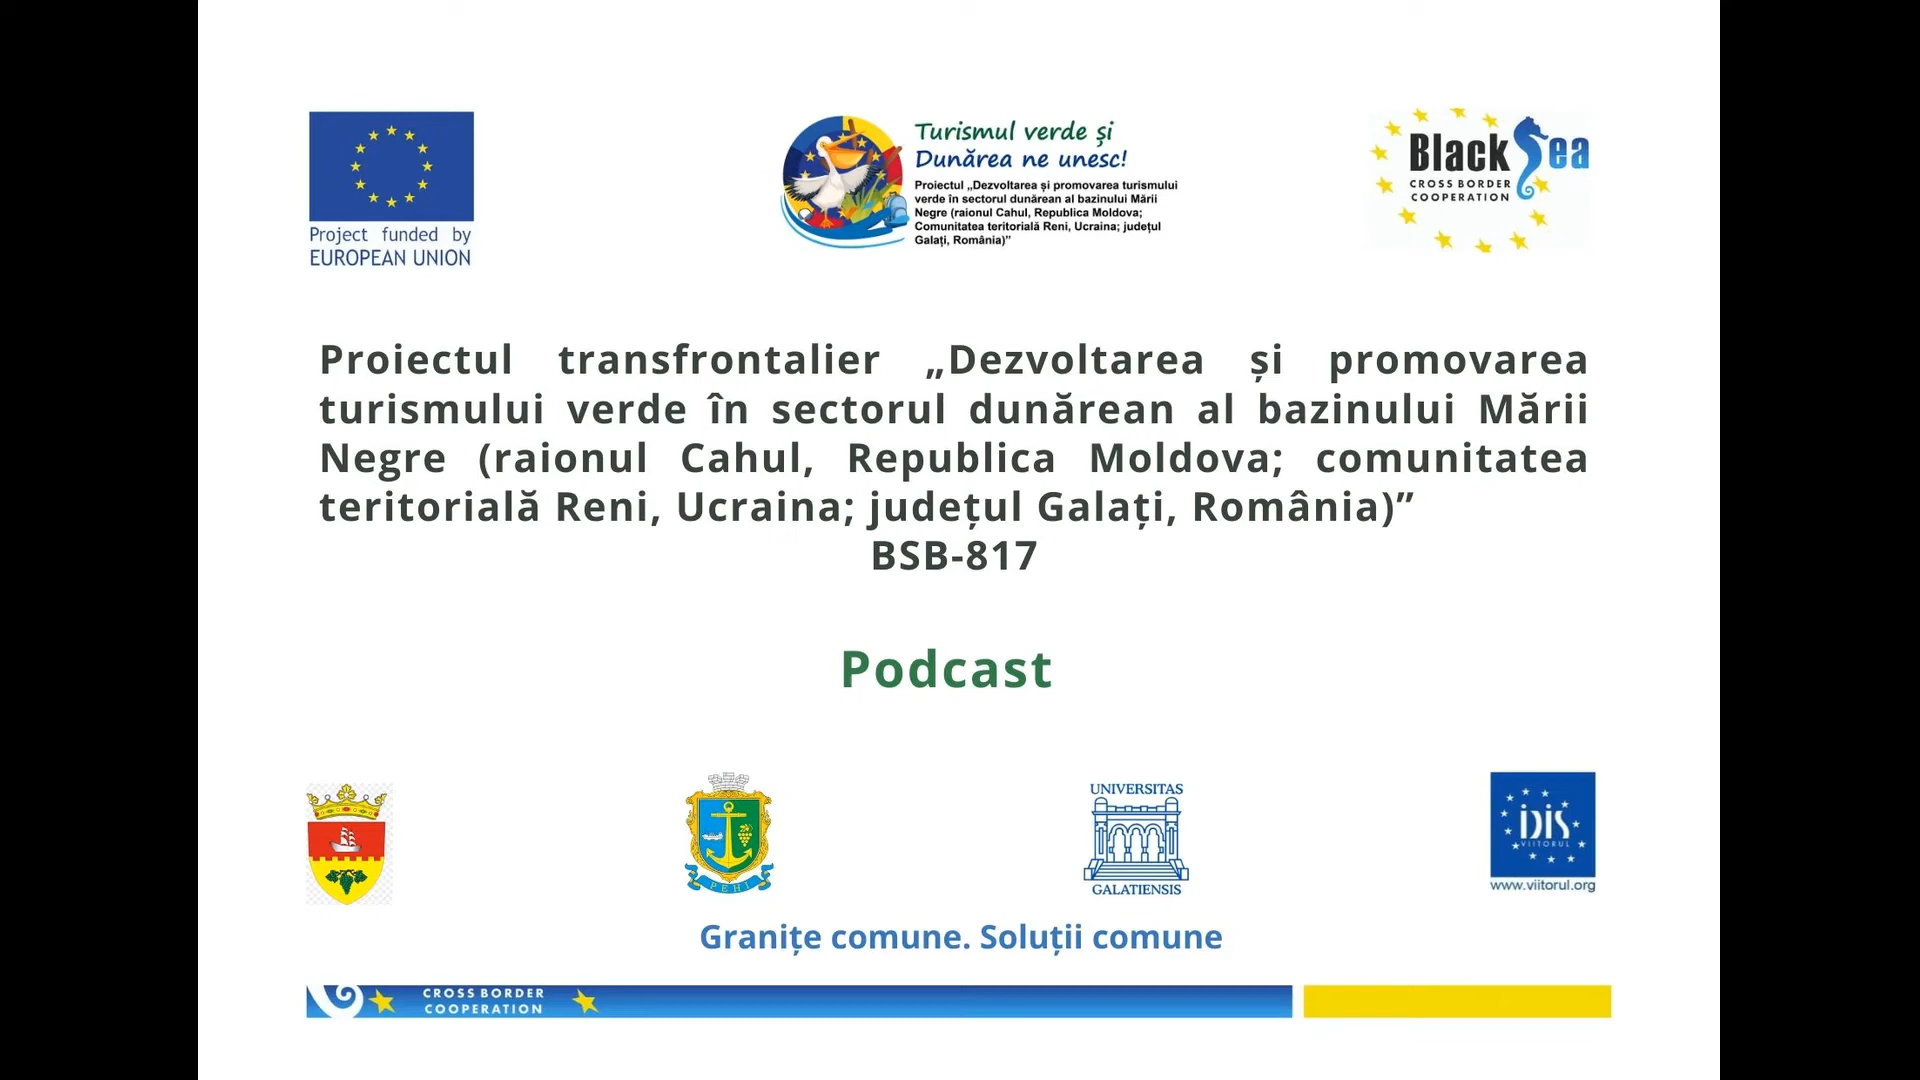 Project funded by
EUROPEAN UNION
Turismul verde și
Dunărea ne unesc!
Proiectul „Dezvoltarea și promovarea turismului
verde în sectorul dunărean al bazinului Mării
Negre (raionul Cahul, Republica Moldova;
Comunitatea teritorială Reni, Ucraina; județul
Galați, România)”
Black Sea
CROSS BORDER
COOPERATION
Proiectul transfrontalier „Dezvoltarea și promovarea
turismului verde în sectorul dunărean al bazinului Mării
Negre (raionul Cahul, Republica Moldova; comunitatea
teritorială Reni, Ucraina; județul Galați, România)”
BSB-817
Podcast
РЕНІ
UNIVERSITAS
GALATIENSIS
IDIS
VIITORUL
www.viitorul.org
Granițe comune. Soluții comune
CROSS BORDER
COOPERATION